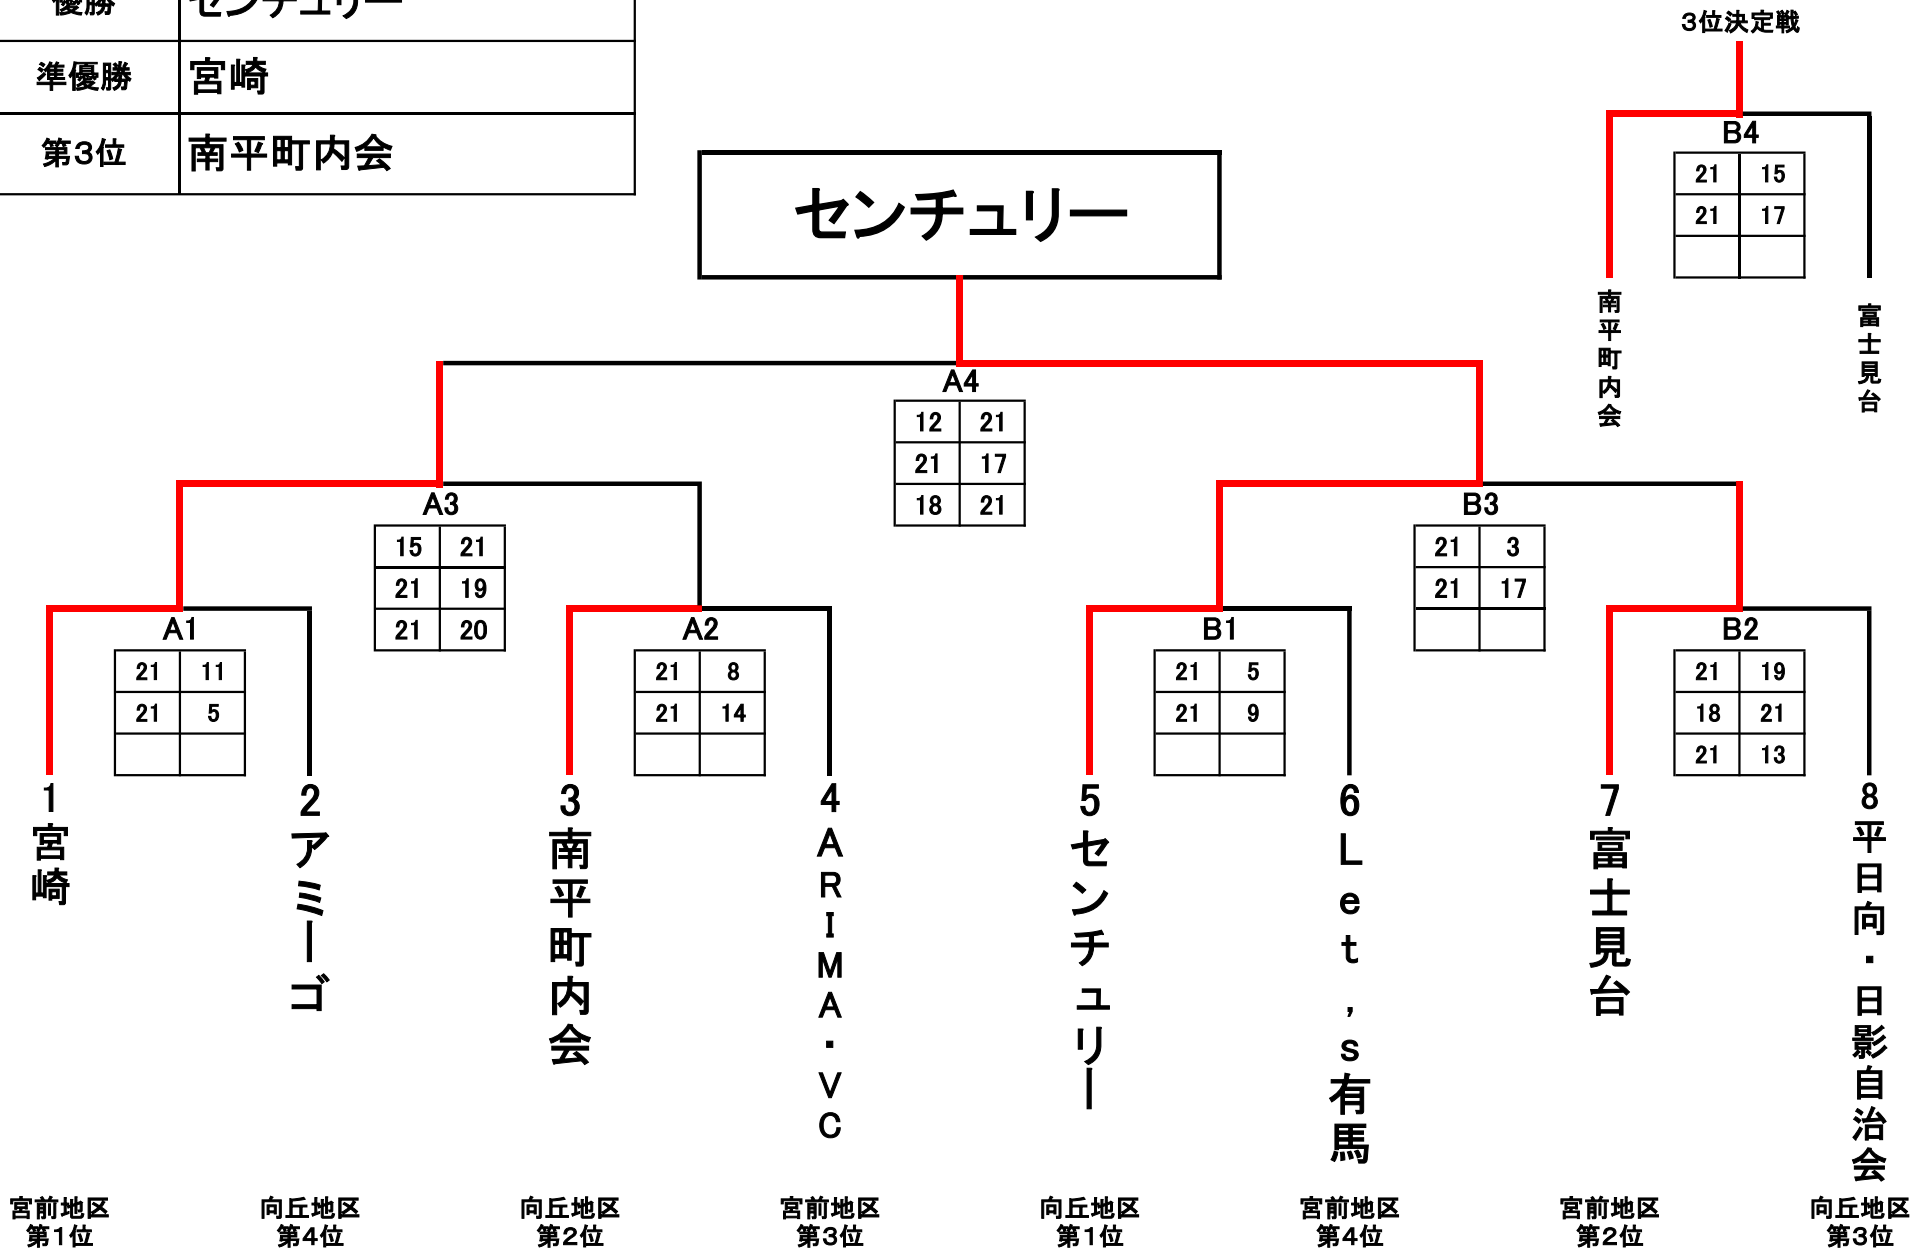 優勝 センチュリー
準優勝 宮崎
第3位 南平町内会
3位決定戦
B4
21 15
21 17
南平町内会
富士見台
センチュリー
A4
12 21
21 17
18 21
A3
15 21
21 19
21 20
B3
21 3
21 17
A1
21 11
21 5
A2
21 8
21 14
B1
21 5
21 9
B2
21 19
18 21
21 13
1 宮崎
2 アミーゴ
3 南平町内会
4 ARIMA・VC
5 センチュリー
6 Let,s有馬
7 富士見台
8 平日向・日影自治会
宮前地区 第1位
向丘地区 第4位
向丘地区 第2位
宮前地区 第3位
向丘地区 第1位
宮前地区 第4位
宮前地区 第2位
向丘地区 第3位